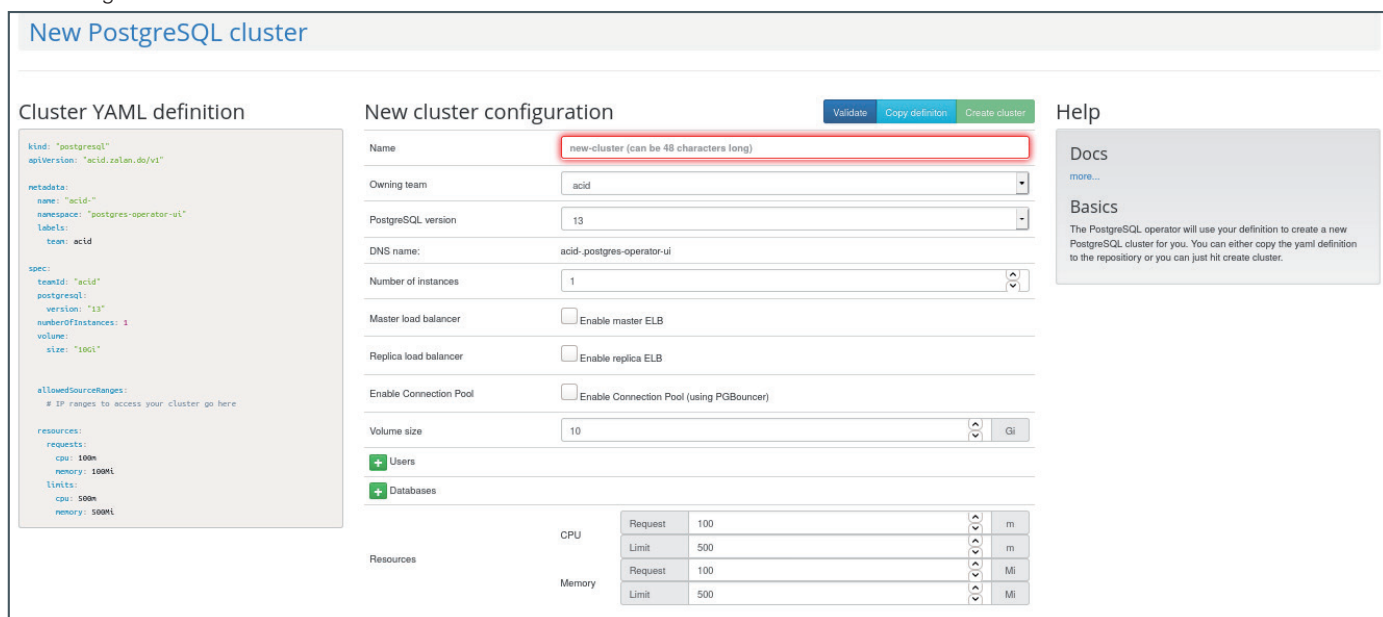 New PostgreSQL cluster
Cluster YAML definition
kind: "postgresql"
apiVersion: "acid.zalan.do/v1"
metadata:
name: "acid-"
namespace: "postgres-operator-ui"
labels:
team: acid
spec:
teamId: "acid"
postgresql:
version: "13"
numberOfInstances: 1
volume:
size: "10Gi"
allowedSourceRanges:
# IP ranges to access your cluster go here
resources:
requests:
cpu: 100m
memory: 100Mi
limits:
cpu: 500m
memory: 500Mi
New cluster configuration
Validate Copy definiton Create cluster
Name new-cluster (can be 48 characters long)
Owning team acid
PostgreSQL version 13
DNS name: acid-.postgres-operator-ui
Number of instances 1
Master load balancer Enable master ELB
Replica load balancer Enable replica ELB
Enable Connection Pool Enable Connection Pool (using PGBouncer)
Volume size 10 Gi
+ Users
+ Databases
Resources
CPU
Request 100 m
Limit 500 m
Memory
Request 100 Mi
Limit 500 Mi
Help
Docs
more...
Basics
The PostgreSQL operator will use your definition to create a new
PostgreSQL cluster for you. You can either copy the yaml definition
to the repositiory or you can just hit create cluster.